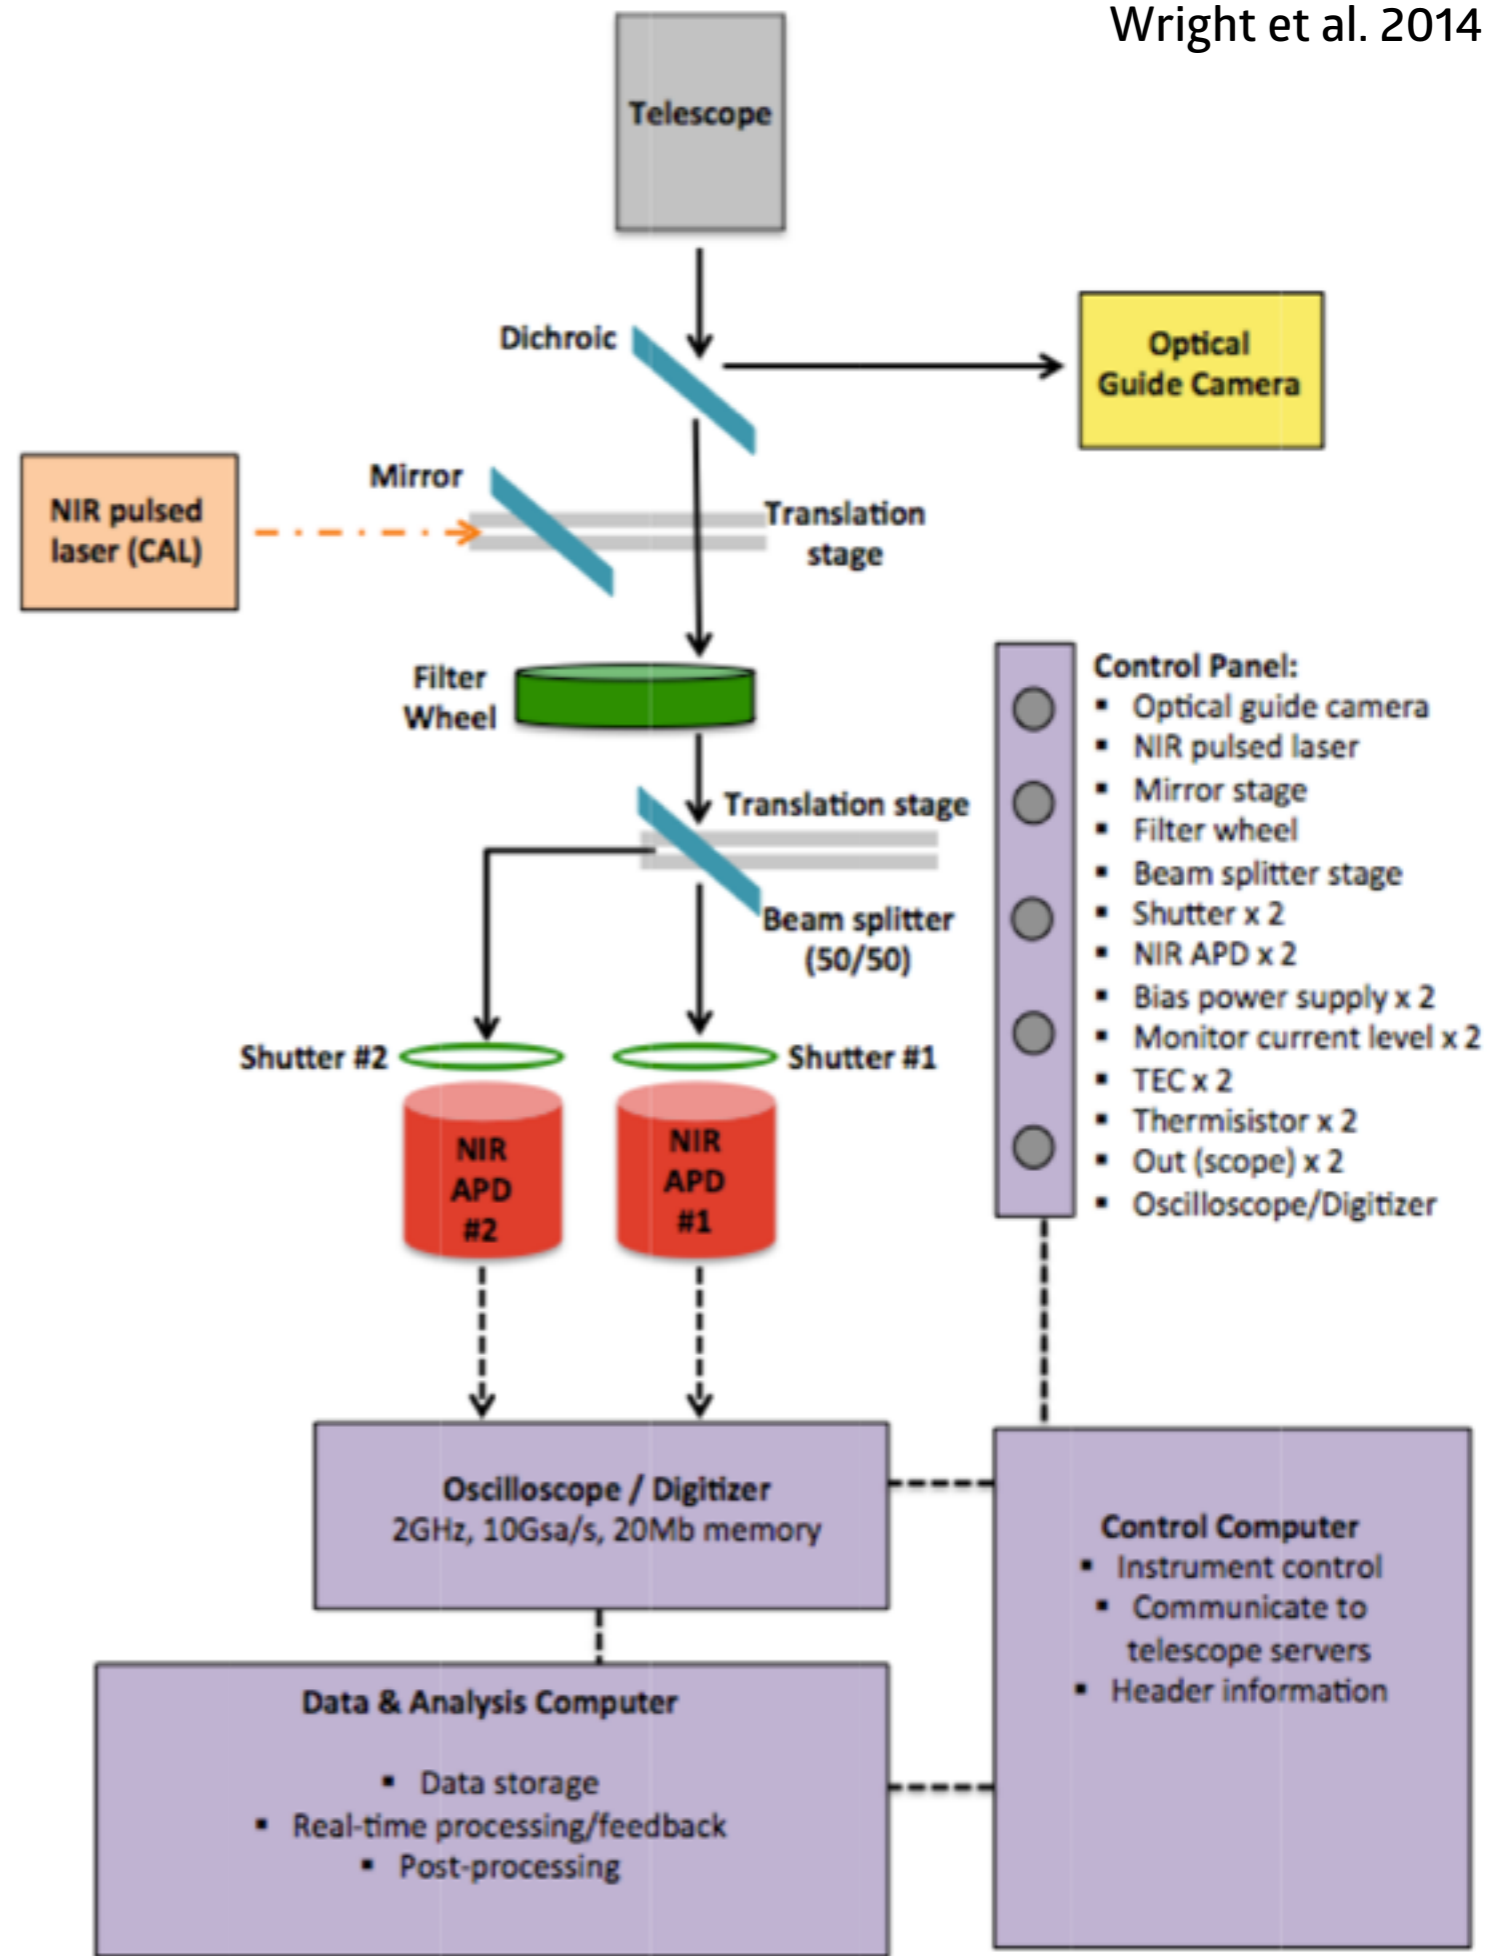 Wright et al. 2014
Telescope
Dichroic
Optical
Guide Camera
Mirror
NIR pulsed
laser (CAL)
Translation
stage
Filter
Wheel
Translation stage
Beam splitter
(50/50)
Shutter #2
Shutter #1
NIR
APD
#2
NIR
APD
#1
Control Panel:
▪ Optical guide camera
▪ NIR pulsed laser
▪ Mirror stage
▪ Filter wheel
▪ Beam splitter stage
▪ Shutter x 2
▪ NIR APD x 2
▪ Bias power supply x 2
▪ Monitor current level x 2
▪ TEC x 2
▪ Thermisistor x 2
▪ Out (scope) x 2
▪ Oscilloscope/Digitizer
Oscilloscope / Digitizer
2GHz, 10Gsa/s, 20Mb memory
Control Computer
▪ Instrument control
▪ Communicate to
telescope servers
▪ Header information
Data & Analysis Computer
▪ Data storage
▪ Real-time processing/feedback
▪ Post-processing